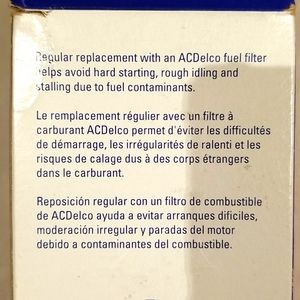 Regular replacement with an ACDelco fuel filter
helps avoid hard starting, rough idling and
stalling due to fuel contaminants.
Le remplacement régulier avec un filtre à
carburant ACDelco permet d'éviter les difficultés
de démarrage, les irrégularités de ralenti et les
risques de calage dus à des corps étrangers
dans le carburant.
Reposición regular con un filtro de combustible
de ACDelco ayuda a evitar arranques dificiles,
moderación irregular y paradas del motor
debido a contaminantes del combustible.